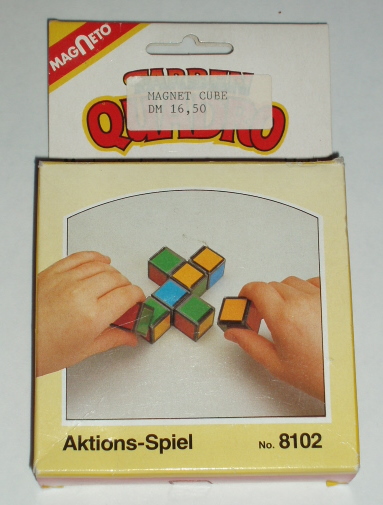 MAGNETO
MAGNET CUBE
DM 16,50
QUADRO
Aktions-Spiel No. 8102